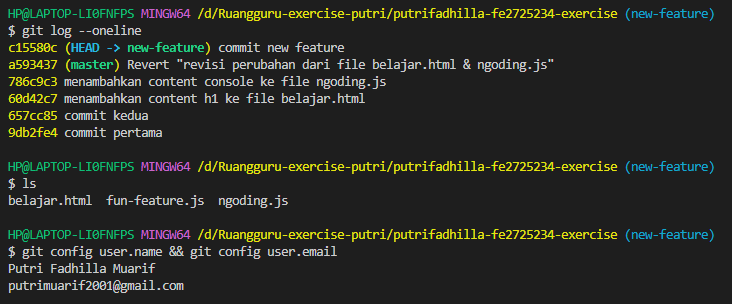 HP@LAPTOP-LI0FNFPS MINGW64 /d/Ruangguru-exercise-putri/putrifadhilla-fe2725234-exercise (new-feature)
$ git log --oneline
c15580c (HEAD -> new-feature) commit new feature
a593437 (master) Revert "revisi perubahan dari file belajar.html & ngoding.js"
786c9c3 menambahkan content console ke file ngoding.js
60d42c7 menambahkan content h1 ke file belajar.html
657cc85 commit kedua
9db2fe4 commit pertama
HP@LAPTOP-LI0FNFPS MINGW64 /d/Ruangguru-exercise-putri/putrifadhilla-fe2725234-exercise (new-feature)
$ ls
belajar.html  fun-feature.js  ngoding.js
HP@LAPTOP-LI0FNFPS MINGW64 /d/Ruangguru-exercise-putri/putrifadhilla-fe2725234-exercise (new-feature)
$ git config user.name && git config user.email
Putri Fadhilla Muarif
putrimuarif2001@gmail.com